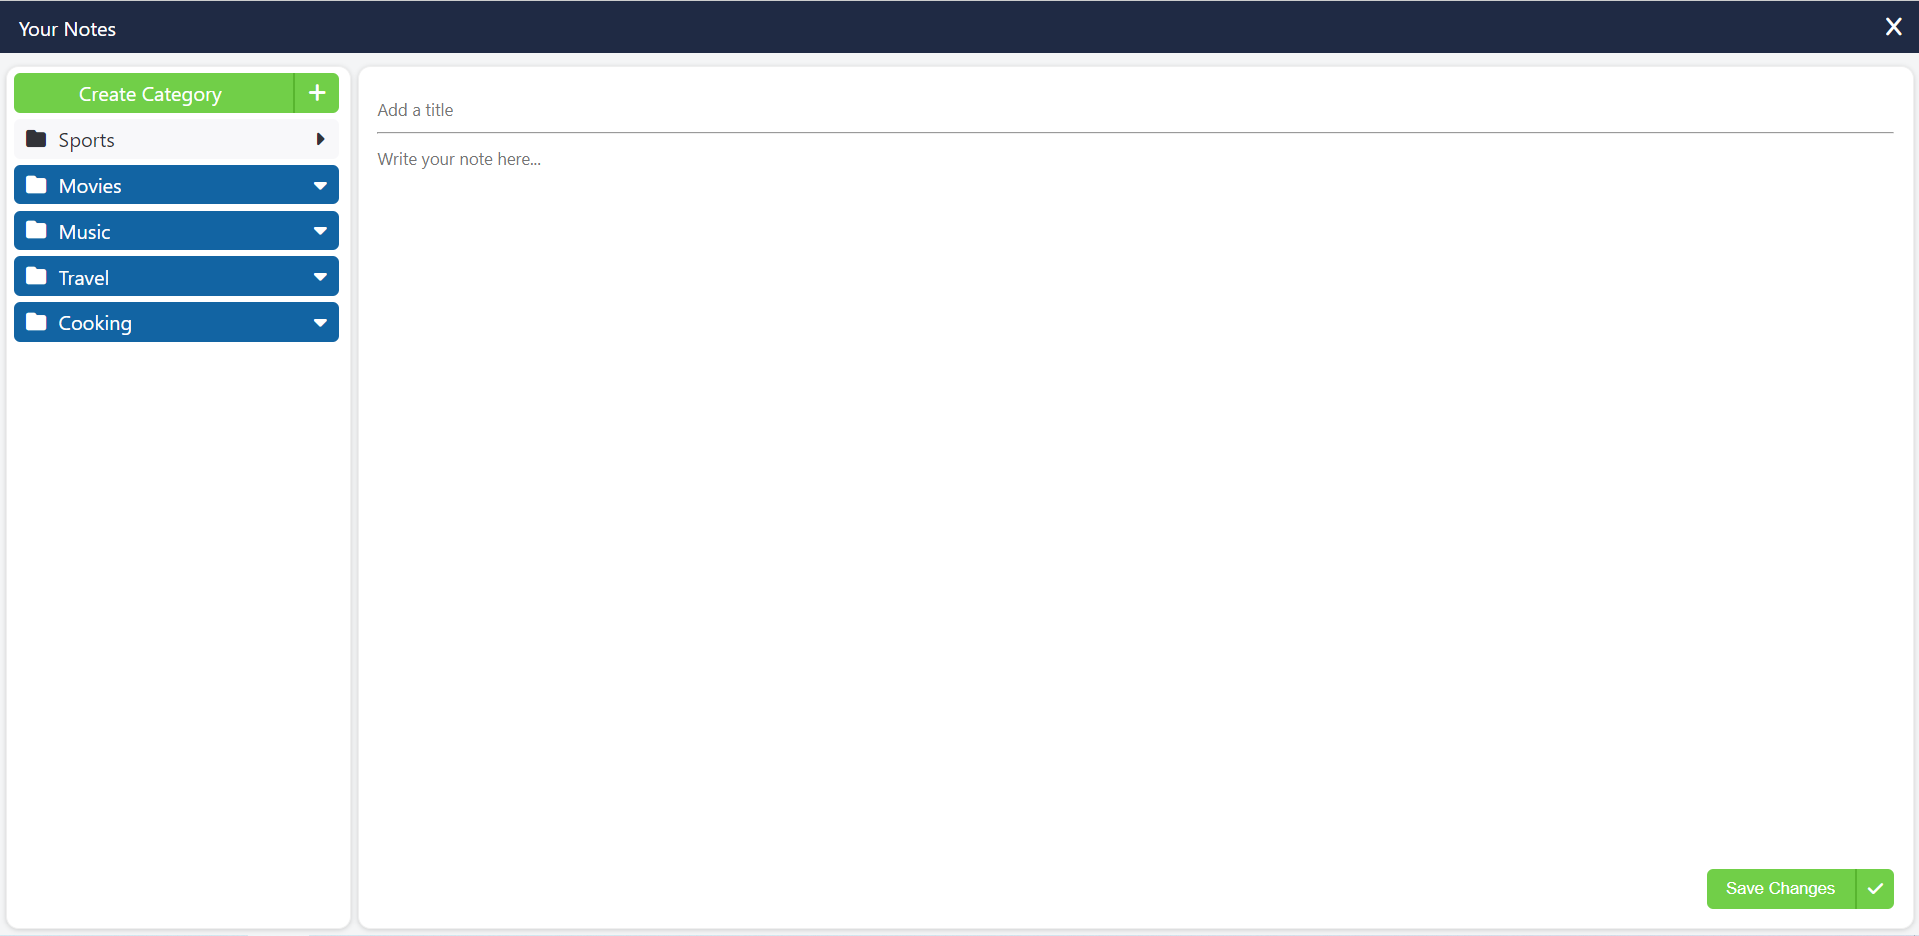 Your Notes
Create Category
Sports
Movies
Music
Travel
Cooking
Add a title
Write your note here...
Save Changes